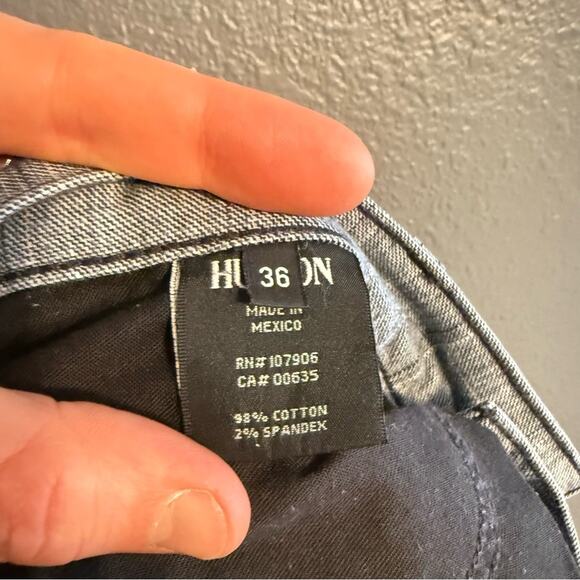 HU ON
36
MADE IN
MEXICO
RN# 107906
CA# 00635
98% COTTON
2% SPANDEX